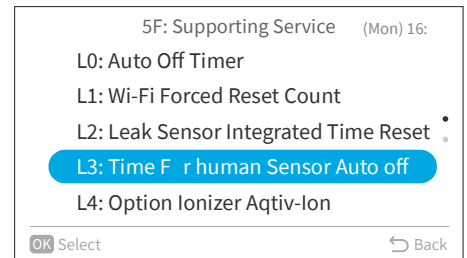 5F: Supporting Service (Mon) 16:
L0: Auto Off Timer
L1: Wi-Fi Forced Reset Count
L2: Leak Sensor Integrated Time Reset
L3: Time F r human Sensor Auto off
L4: Option Ionizer Aqtiv-Ion
OK Select Back